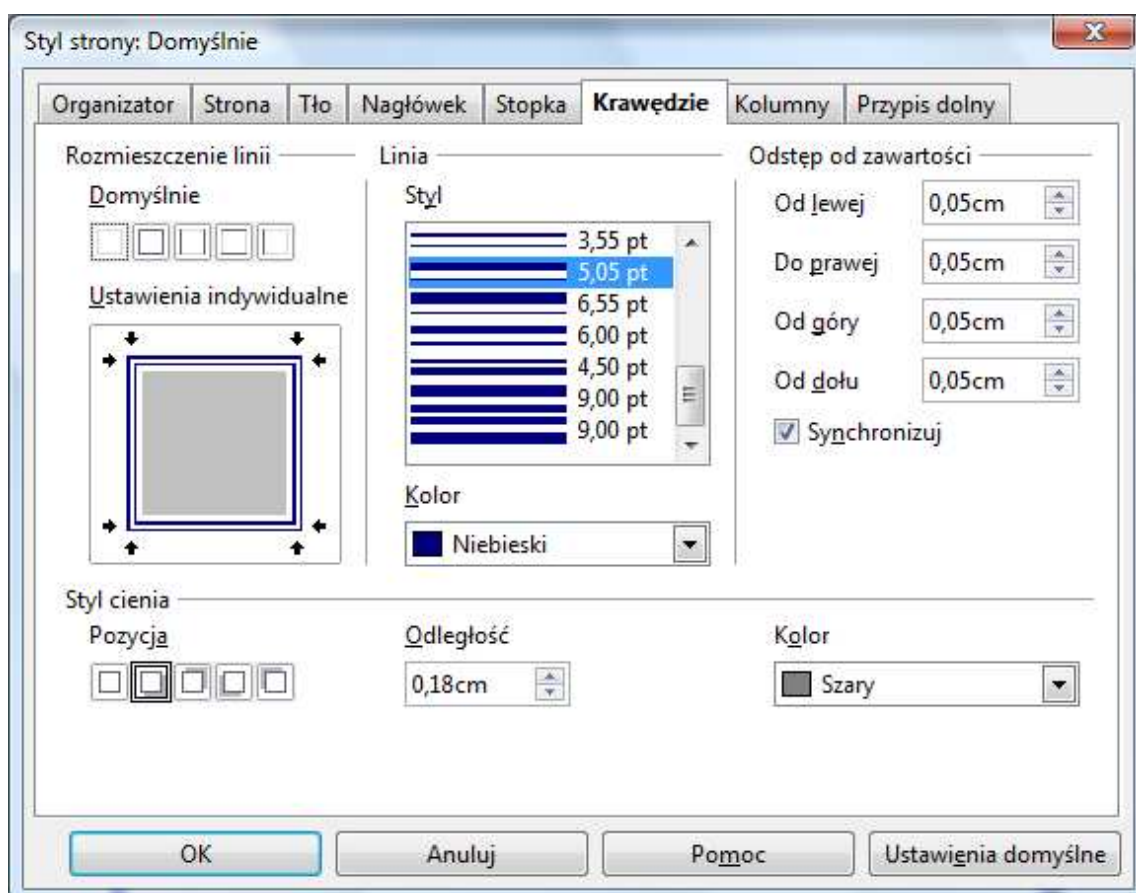 Styl strony: Domyślnie
Organizator Strona Tło Nagłówek Stopka Krawędzie Kolumny Przypis dolny
Rozmieszczenie linii
Domyślnie
Ustawienia indywidualne
Linia
Styl
3,55 pt
5,05 pt
6,55 pt
6,00 pt
4,50 pt
9,00 pt
9,00 pt
Kolor
Niebieski
Odstęp od zawartości
Od lewej 0,05cm
Do prawej 0,05cm
Od góry 0,05cm
Od dołu 0,05cm
Synchronizuj
Styl cienia
Pozycja
Odległość
0,18cm
Kolor
Szary
OK Anuluj Pomoc Ustawienia domyślne